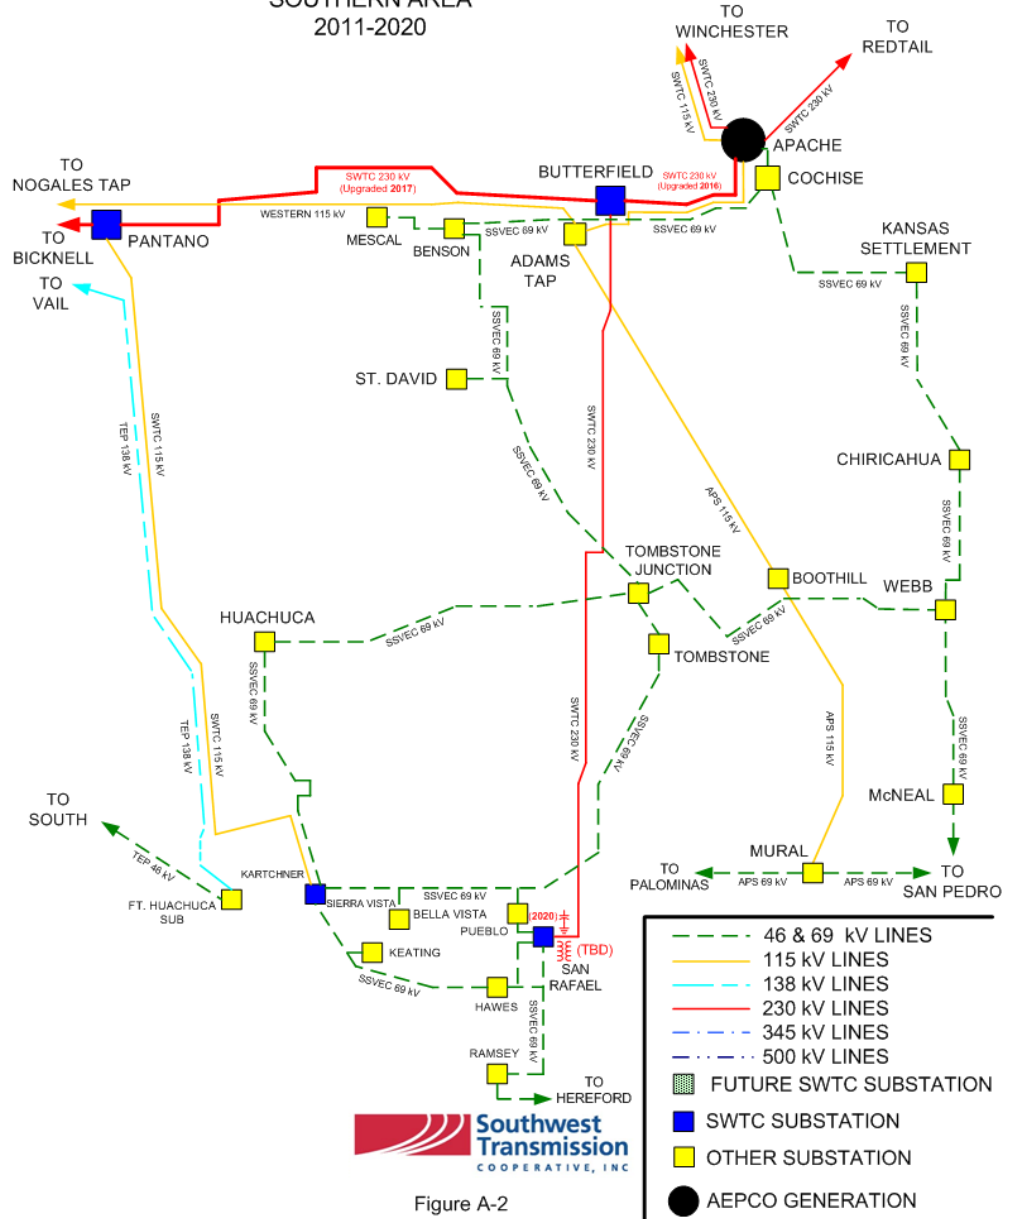 SOUTHERN AREA
2011-2020
TO
WINCHESTER
TO
REDTAIL
SWTC 115 kV
SWTC 230 kV
SWTC 230 kV
APACHE
COCHISE
TO
NOGALES TAP
SWTC 230 kV
(Upgraded 2017)
BUTTERFIELD
SWTC 230 kV
(Upgraded 2016)
WESTERN 115 kV
MESCAL
BENSON
SSVEC 69 kV
SSVEC 69 kV
ADAMS
TAP
TO
BICKNELL
PANTANO
TO
VAIL
KANSAS
SETTLEMENT
SSVEC 69 kV
SSVEC 69 kV
SSVEC 69 kV
ST. DAVID
SWTC 230 kV
TEP 138 kV
SWTC 115 kV
SSVEC 69 kV
APS 115 kV
CHIRICAHUA
SSVEC 69 kV
TOMBSTONE
JUNCTION
BOOTHILL
WEBB
HUACHUCA
SSVEC 69 kV
SSVEC 69 kV
TOMBSTONE
SSVEC 69 kV
TEP 138 kV
SWTC 115 kV
SWTC 230 kV
SSVEC 69 kV
APS 115 kV
SSVEC 69 kV
McNEAL
TO
SOUTH
TEP 46 kV
MURAL
TO
PALOMINAS
APS 69 kV
APS 69 kV
TO
SAN PEDRO
KARTCHNER
FT. HUACHUCA
SUB
SIERRA VISTA
SSVEC 69 kV
BELLA VISTA
PUEBLO
(2020)
(TBD)
KEATING
SAN
RAFAEL
SSVEC 69 kV
HAWES
SSVEC 69 kV
RAMSEY
TO
HEREFORD
46 & 69 kV LINES
115 kV LINES
138 kV LINES
230 kV LINES
345 kV LINES
500 kV LINES
FUTURE SWTC SUBSTATION
SWTC SUBSTATION
OTHER SUBSTATION
AEPCO GENERATION
Southwest
Transmission
COOPERATIVE, INC
Figure A-2